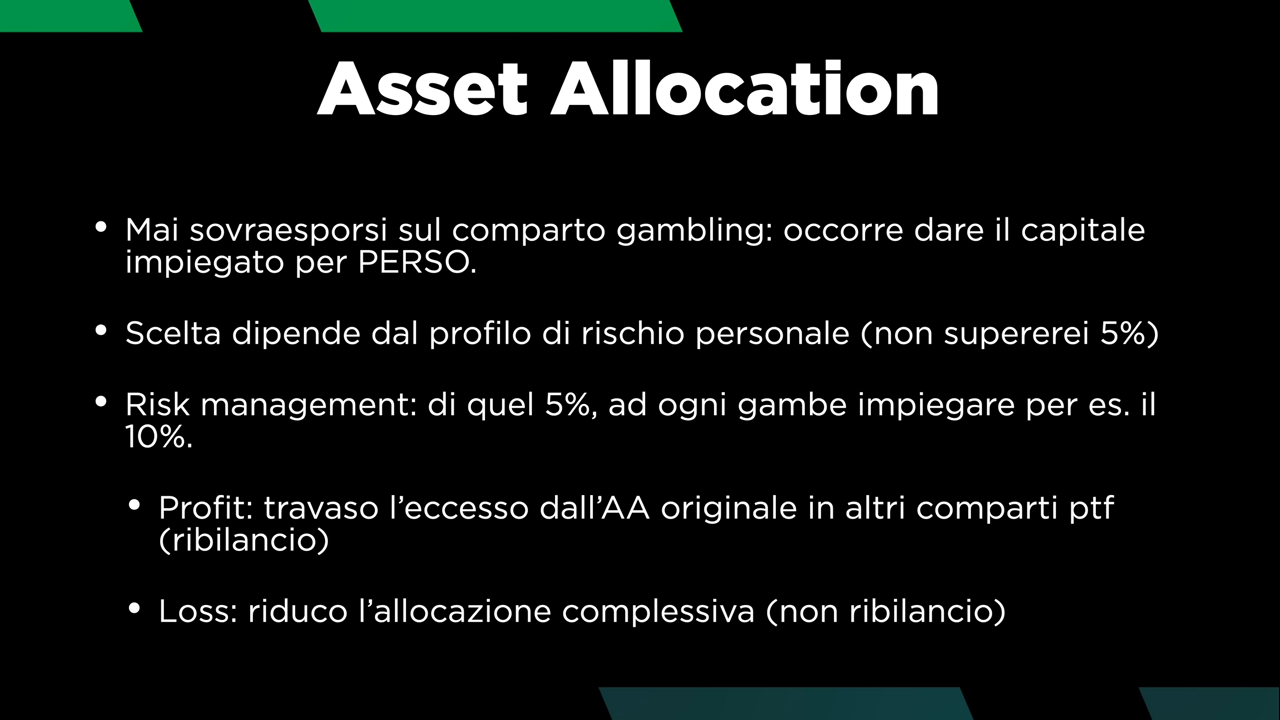 Asset Allocation
• Mai sovraesporsi sul comparto gambling: occorre dare il capitale
impiegato per PERSO.
• Scelta dipende dal profilo di rischio personale (non supererei 5%)
• Risk management: di quel 5%, ad ogni gambe impiegare per es. il
10%.
• Profit: travaso l’eccesso dall’AA originale in altri comparti ptf
(ribilancio)
• Loss: riduco l’allocazione complessiva (non ribilancio)